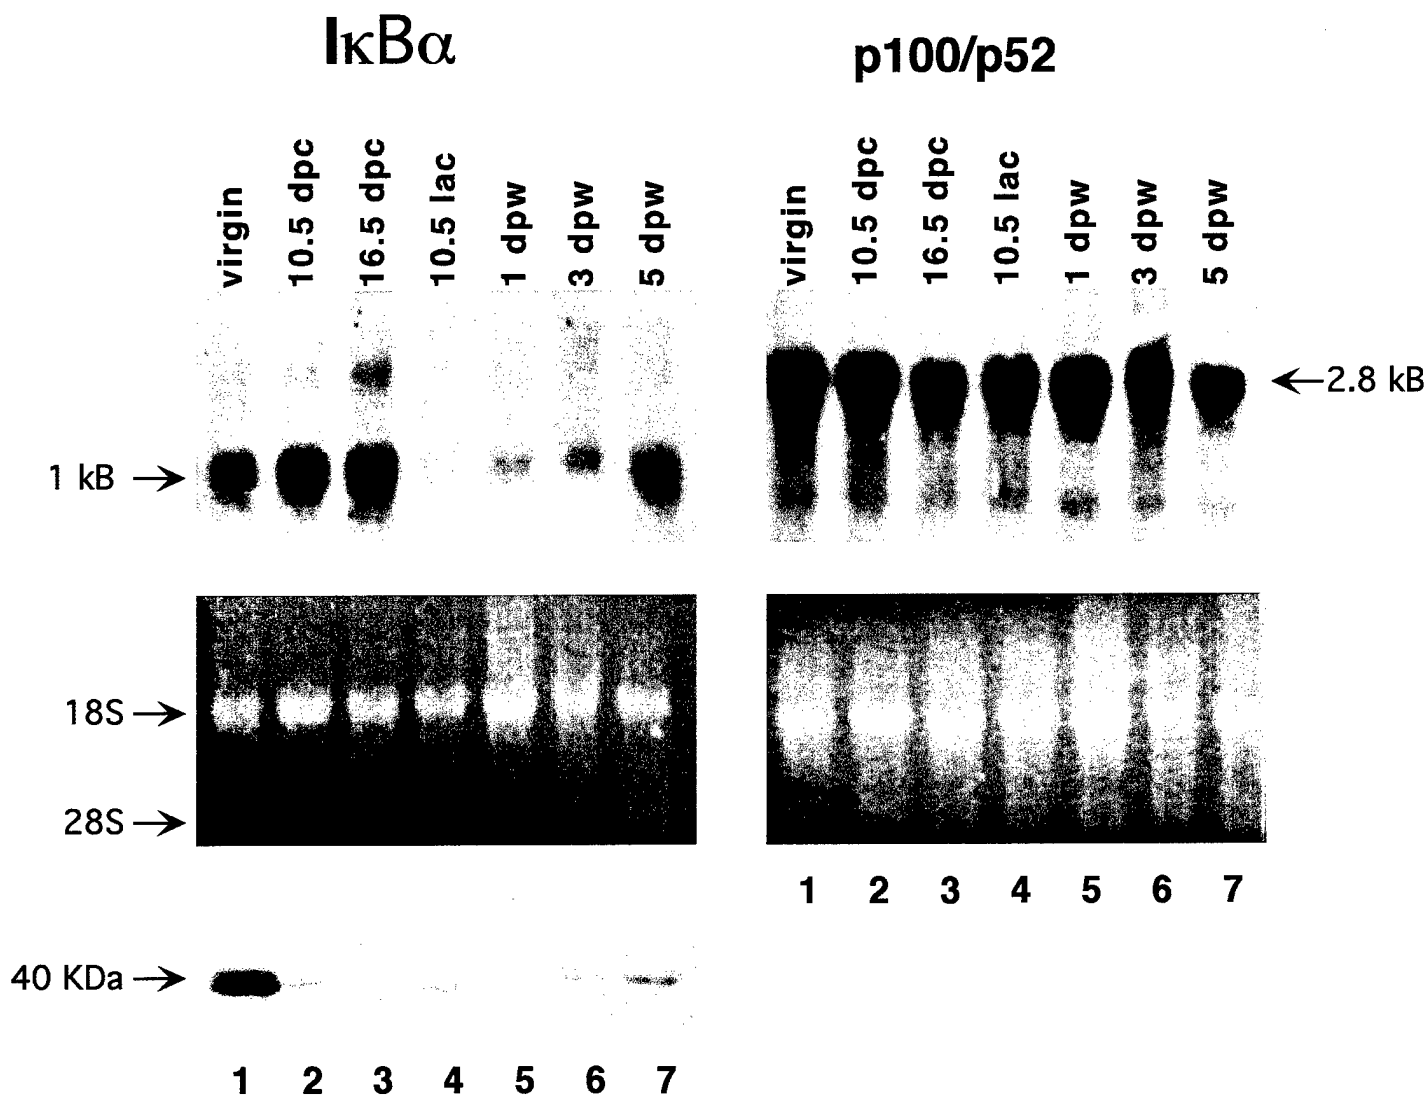 IκBα
p100/p52
virgin
10.5 dpc
16.5 dpc
10.5 lac
1 dpw
3 dpw
5 dpw
virgin
10.5 dpc
16.5 dpc
10.5 lac
1 dpw
3 dpw
5 dpw
2.8 kB
1 kB
18S
28S
1 2 3 4 5 6 7
40 KDa
1 2 3 4 5 6 7